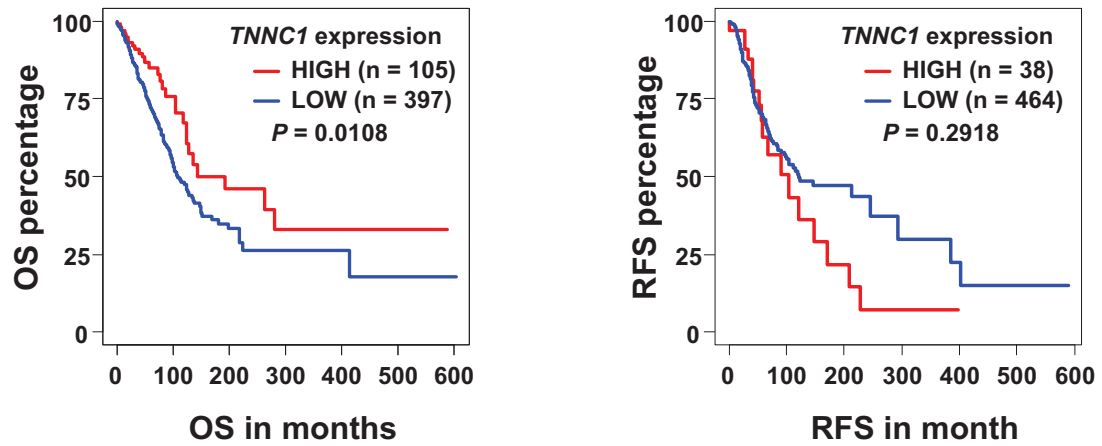 TNNC1 expression
HIGH (n = 105)
LOW (n = 397)
P = 0.0108
OS percentage
100
75
50
25
0
0 100 200 300 400 500 600
OS in months
TNNC1 expression
HIGH (n = 38)
LOW (n = 464)
P = 0.2918
RFS percentage
100
75
50
25
0
0 100 200 300 400 500 600
RFS in month